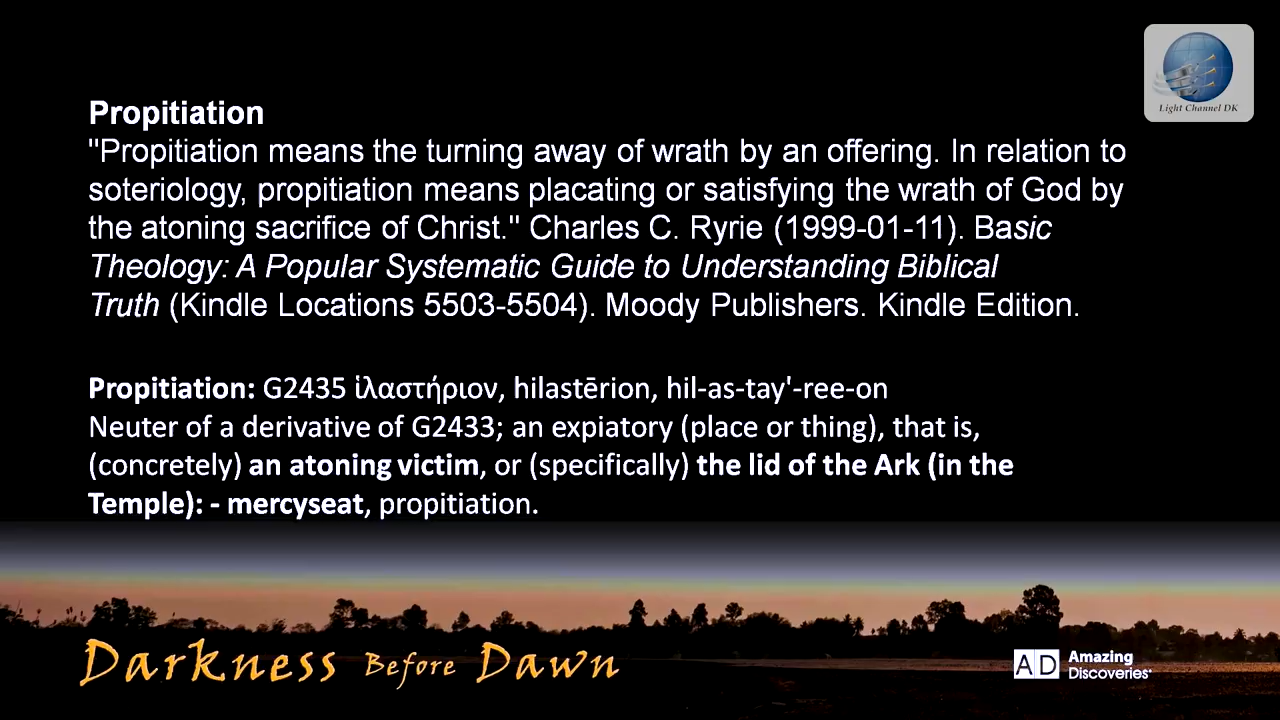 Light Channel DK
Propitiation
"Propitiation means the turning away of wrath by an offering. In relation to
soteriology, propitiation means placating or satisfying the wrath of God by
the atoning sacrifice of Christ." Charles C. Ryrie (1999-01-11). Basic
Theology: A Popular Systematic Guide to Understanding Biblical
Truth (Kindle Locations 5503-5504). Moody Publishers. Kindle Edition.
Propitiation: G2435 ἱλαστήριον, hilastērion, hil-as-tay'-ree-on
Neuter of a derivative of G2433; an expiatory (place or thing), that is,
(concretely) an atoning victim, or (specifically) the lid of the Ark (in the
Temple): - mercyseat, propitiation.
Darkness Before Dawn
AD Amazing
Discoveries